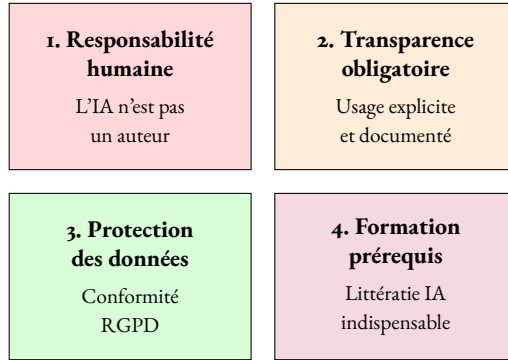 1. Responsabilité
humaine
L'IA n'est pas
un auteur
2. Transparence
obligatoire
Usage explicite
et documenté
3. Protection
des données
Conformité
RGPD
4. Formation
prérequis
Littératie IA
indispensable